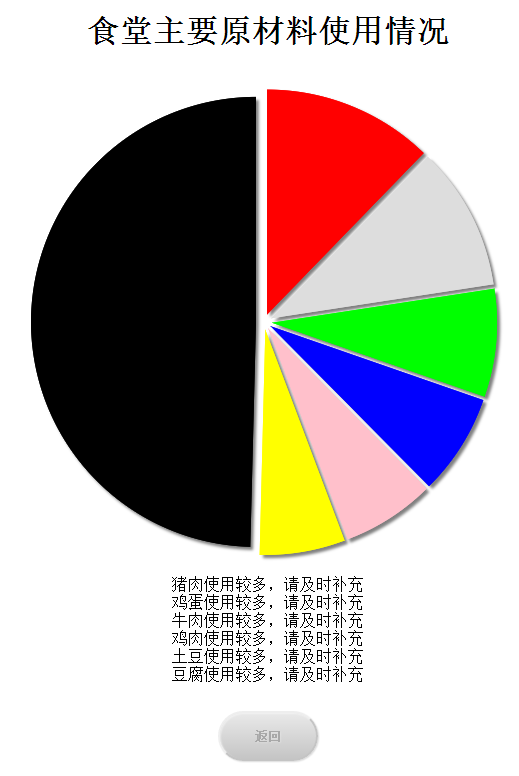 食堂主要原材料使用情况
猪肉使用较多，请及时补充
鸡蛋使用较多，请及时补充
牛肉使用较多，请及时补充
鸡肉使用较多，请及时补充
土豆使用较多，请及时补充
豆腐使用较多，请及时补充
返回